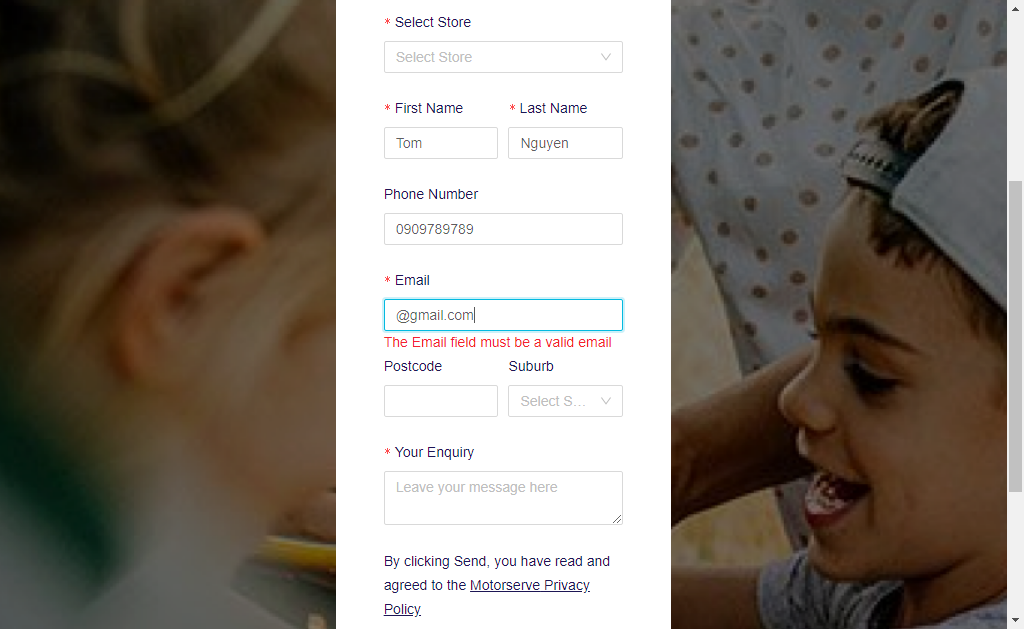 * Select Store
Select Store
* First Name
* Last Name
Tom
Nguyen
Phone Number
0909789789
* Email
@gmail.com
The Email field must be a valid email
Postcode
Suburb
Select S...
* Your Enquiry
Leave your message here
By clicking Send, you have read and
agreed to the Motorserve Privacy
Policy